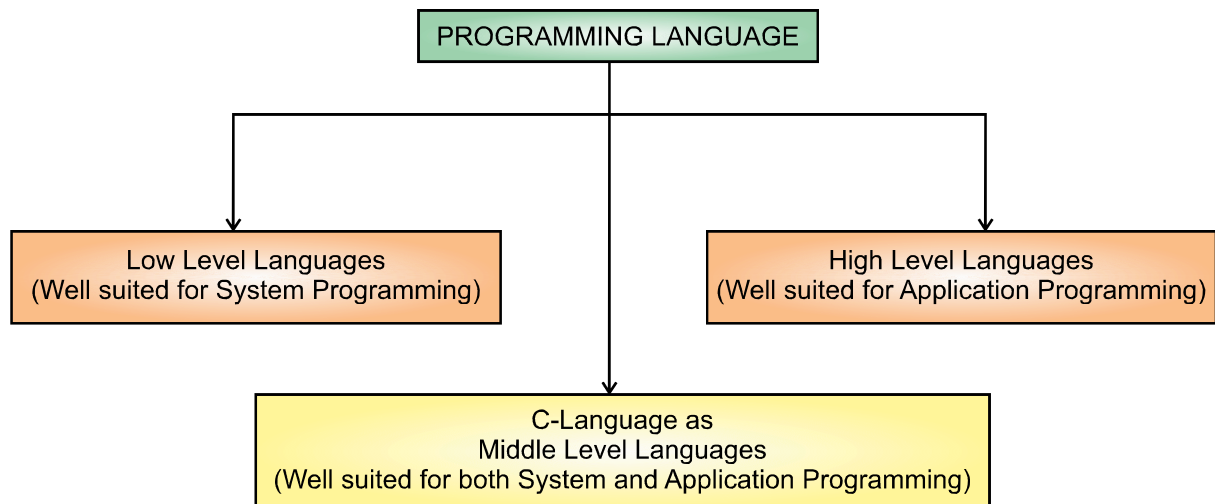 PROGRAMMING LANGUAGE
Low Level Languages
(Well suited for System Programming)
High Level Languages
(Well suited for Application Programming)
C-Language as
Middle Level Languages
(Well suited for both System and Application Programming)